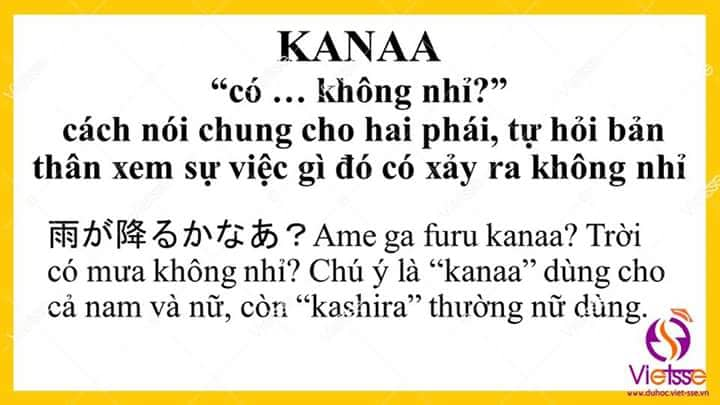 KANAA
“có … không nhỉ?”
cách nói chung cho hai phái, tự hỏi bản
thân xem sự việc gì đó có xảy ra không nhỉ
雨が降るかなあ？Ame ga furu kanaa? Trời
có mưa không nhỉ? Chú ý là “kanaa” dùng cho
cả nam và nữ, còn “kashira” thường nữ dùng.
Vietsse
www.duhoc.viet-sse.vn